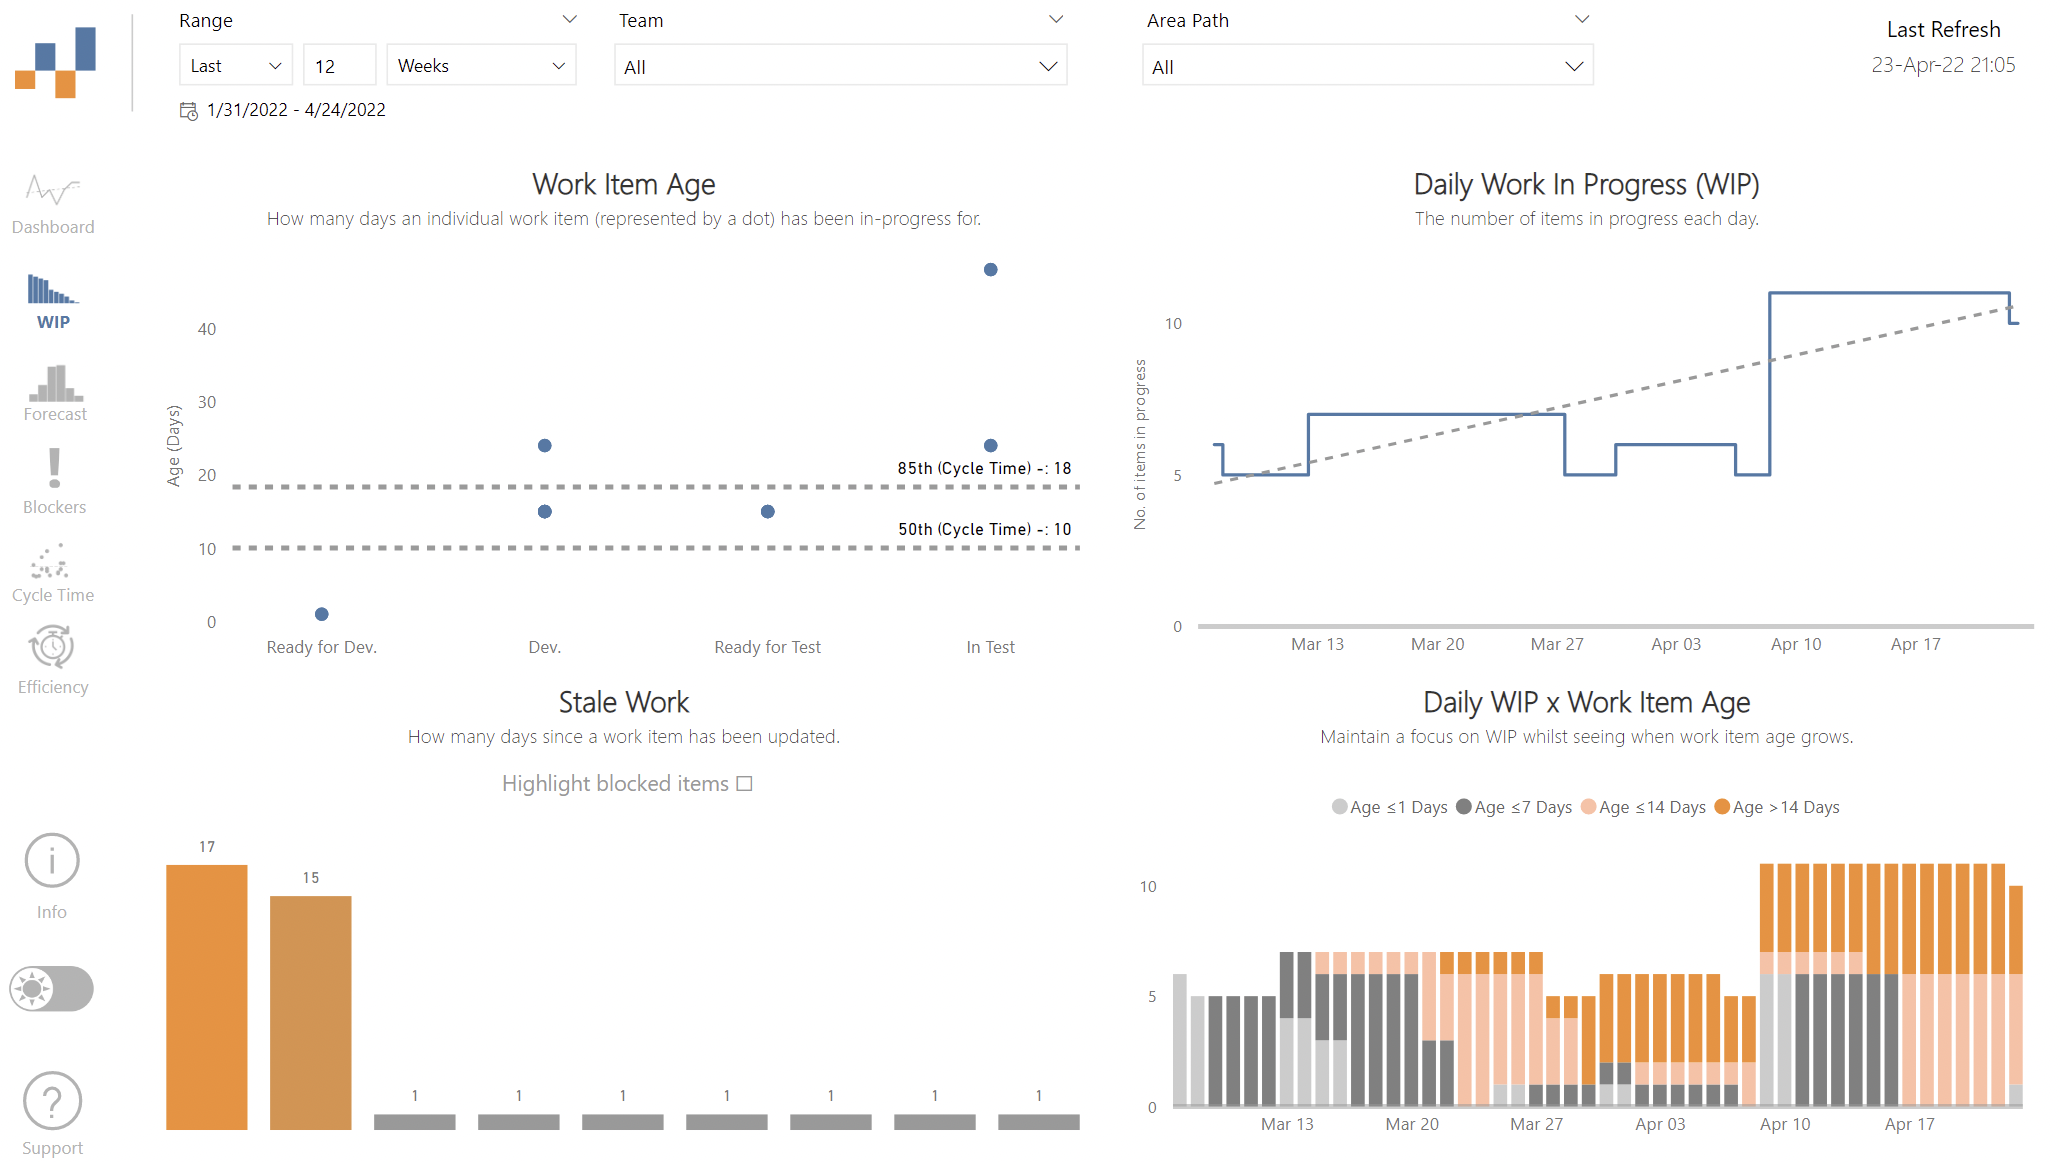 Range
Team
Area Path
Last Refresh
Last
12
Weeks
All
All
23-Apr-22 21:05
1/31/2022 - 4/24/2022
Dashboard
WIP
Forecast
Blockers
Cycle Time
Efficiency
Info
Support
Work Item Age
How many days an individual work item (represented by a dot) has been in-progress for.
Age (Days)
40
30
20
10
0
85th (Cycle Time) -: 18
50th (Cycle Time) -: 10
Ready for Dev.
Dev.
Ready for Test
In Test
Daily Work In Progress (WIP)
The number of items in progress each day.
No. of items in progress
10
5
0
Mar 13
Mar 20
Mar 27
Apr 03
Apr 10
Apr 17
Stale Work
How many days since a work item has been updated.
Highlight blocked items
17
15
1
1
1
1
1
1
1
Daily WIP x Work Item Age
Maintain a focus on WIP whilst seeing when work item age grows.
Age ≤1 Days
Age ≤7 Days
Age ≤14 Days
Age >14 Days
10
5
0
Mar 13
Mar 20
Mar 27
Apr 03
Apr 10
Apr 17